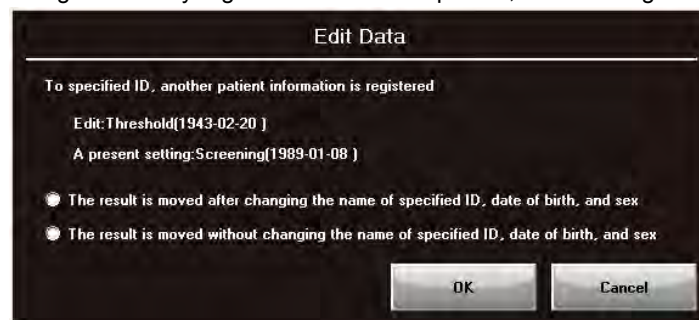 Edit Data
To specified ID, another patient information is registered
Edit:Threshold(1943-02-20 )
A present setting:Screening(1989-01-08 )
The result is moved after changing the name of specified ID, date of birth, and sex
The result is moved without changing the name of specified ID, date of birth, and sex
OK Cancel